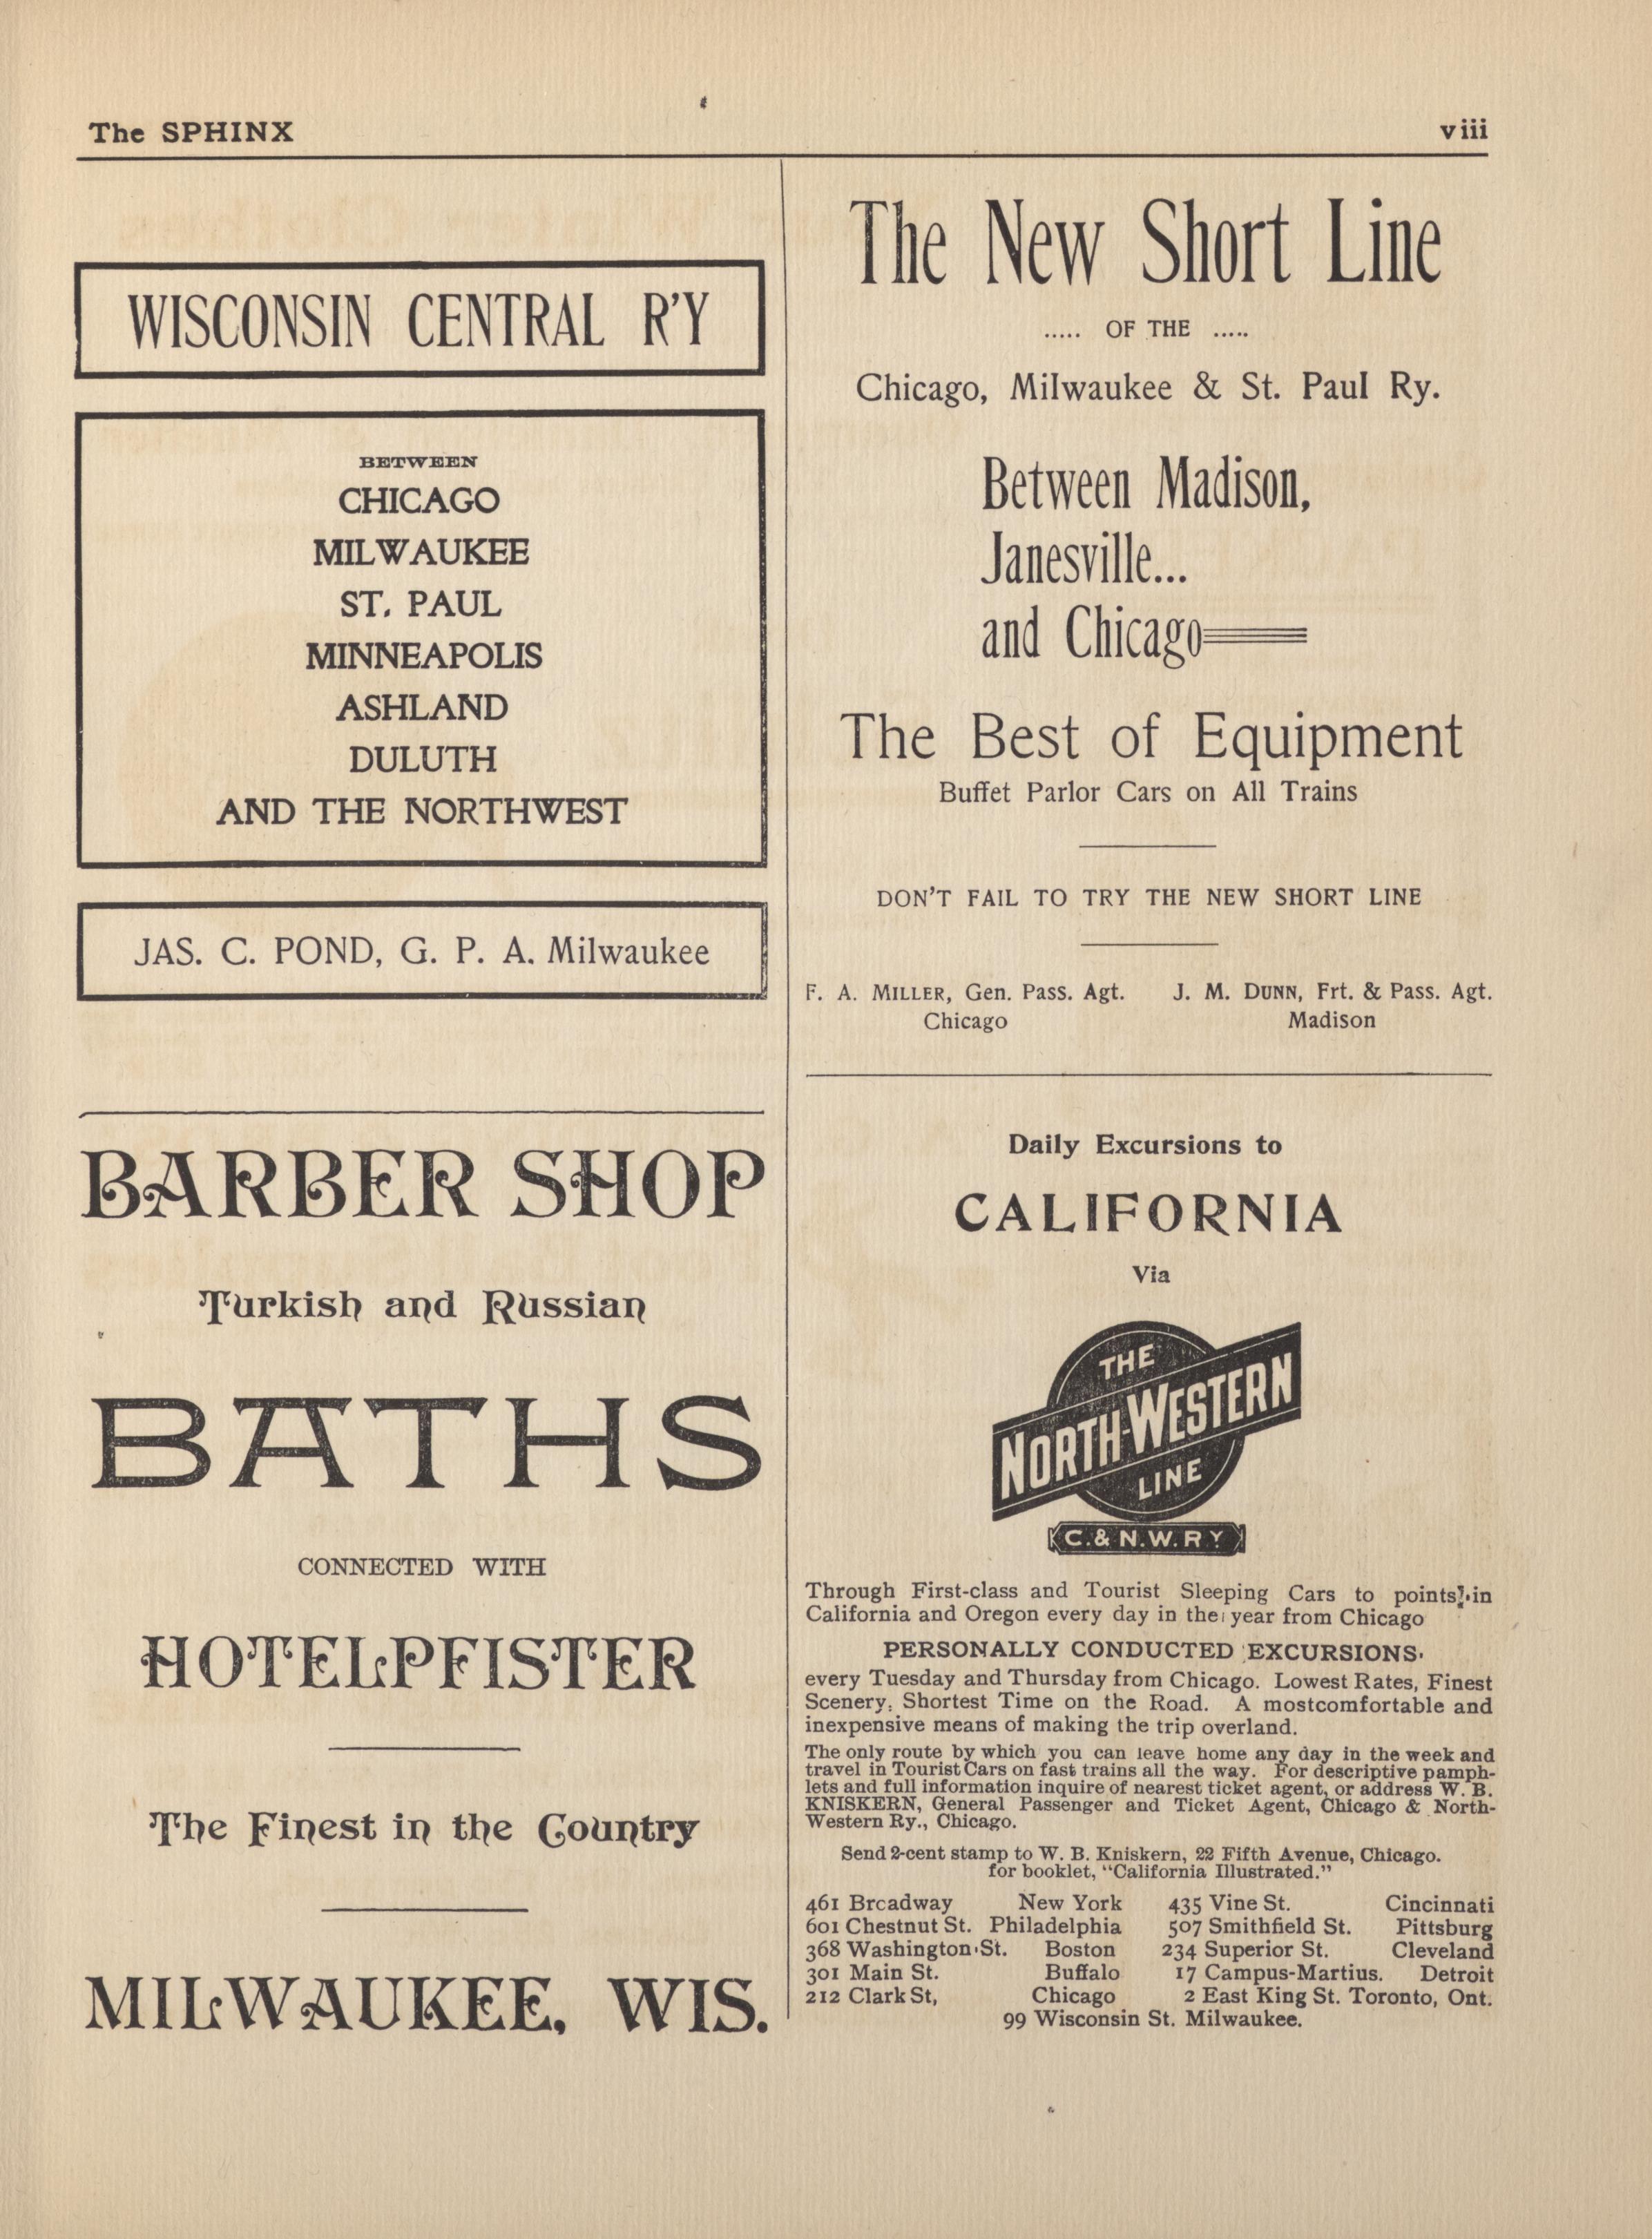 The SPHINX
viii
WISCONSIN CENTRAL R'Y
BETWEEN
CHICAGO
MILWAUKEE
ST. PAUL
MINNEAPOLIS
ASHLAND
DULUTH
AND THE NORTHWEST
JAS. C. POND, G. P. A. Milwaukee
BARBER SHOP
Turkish and Russian
BATHS
CONNECTED WITH
HOTEL PFISTER
The Finest in the Country
MILWAUKEE, WIS.
The New Short Line
..... OF THE .....
Chicago, Milwaukee & St. Paul Ry.
Between Madison,
Janesville...
and Chicago
The Best of Equipment
Buffet Parlor Cars on All Trains
DON'T FAIL TO TRY THE NEW SHORT LINE
F. A. MILLER, Gen. Pass. Agt. J. M. DUNN, Frt. & Pass. Agt.
Chicago Madison
Daily Excursions to
CALIFORNIA
Via
THE
NORTH-WESTERN
LINE
C. & N. W. RY
Through First-class and Tourist Sleeping Cars to points in
California and Oregon every day in the year from Chicago
PERSONALLY CONDUCTED EXCURSIONS.
every Tuesday and Thursday from Chicago. Lowest Rates, Finest
Scenery. Shortest Time on the Road. A mostcomfortable and
inexpensive means of making the trip overland.
The only route by which you can leave home any day in the week and
travel in Tourist Cars on fast trains all the way. For descriptive pamph-
lets and full information inquire of nearest ticket agent, or address W. B.
KNISKERN, General Passenger and Ticket Agent, Chicago & North-
Western Ry., Chicago.
Send 2-cent stamp to W. B. Kniskern, 22 Fifth Avenue, Chicago.
for booklet, "California Illustrated."
461 Broadway New York 435 Vine St. Cincinnati
601 Chestnut St. Philadelphia 507 Smithfield St. Pittsburg
368 Washington St. Boston 234 Superior St. Cleveland
301 Main St. Buffalo 17 Campus-Martius. Detroit
212 Clark St, Chicago 2 East King St. Toronto, Ont.
99 Wisconsin St. Milwaukee.